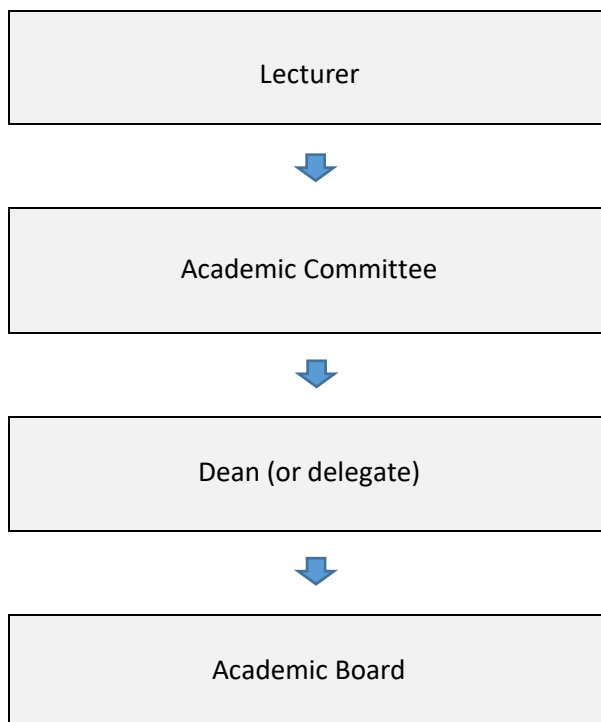 Lecturer
Academic Committee
Dean (or delegate)
Academic Board